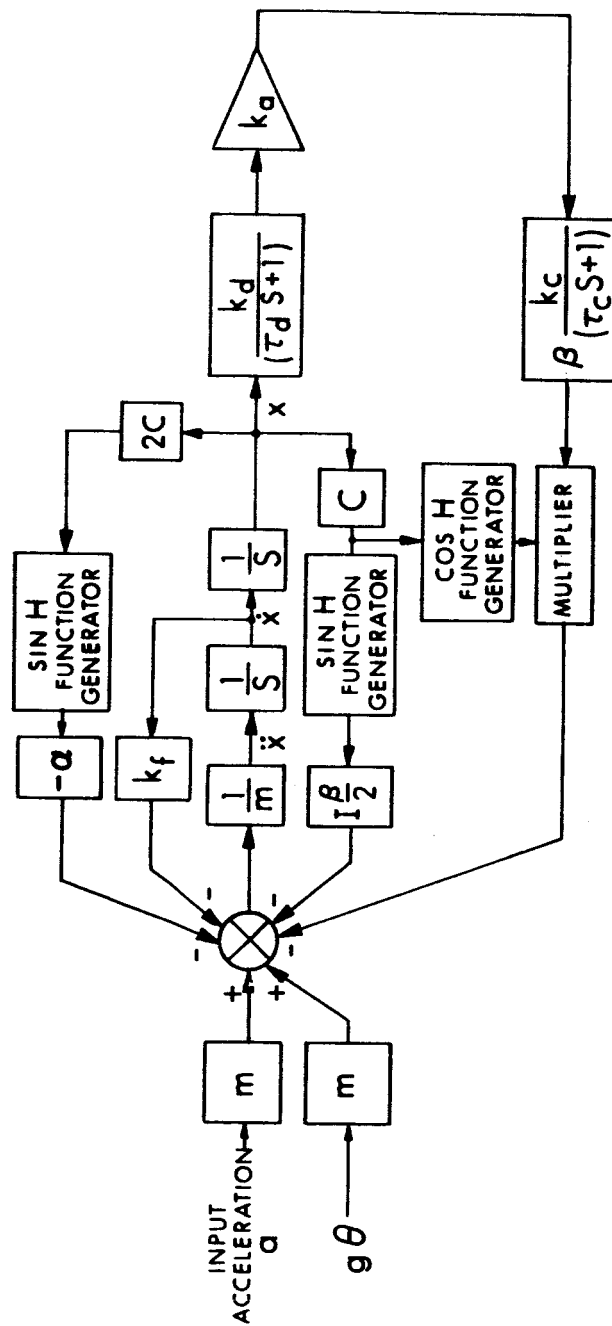 INPUT
ACCELERATION
a
m
gθ
m
+
+
-
-
-
-
-α
SIN H
FUNCTION
GENERATOR
2C
k_f
1/m
ẍ
1/S
ẋ
1/S
x
k_d/(τ_d S+1)
k_a
I β/2
SIN H
FUNCTION
GENERATOR
C
COS H
FUNCTION
GENERATOR
MULTIPLIER
β k_c/(τ_c S+1)